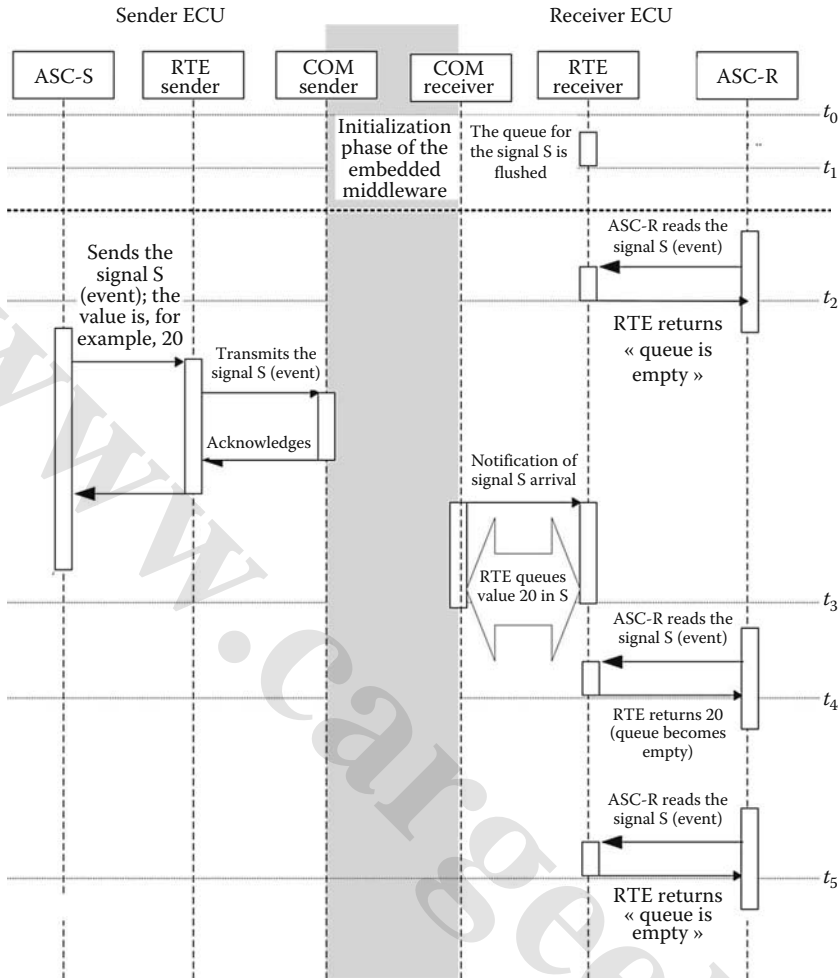 Sender ECU
Receiver ECU
ASC-S
RTE
sender
COM
sender
COM
receiver
RTE
receiver
ASC-R
t0
Initialization
phase of the
embedded
middleware
The queue for
the signal S is
flushed
t1
ASC-R reads the
signal S (event)
Sends the
signal S
(event); the
value is, for
example, 20
t2
RTE returns
« queue is
empty »
Transmits the
signal S (event)
Acknowledges
Notification of
signal S arrival
RTE queues
value 20 in S
t3
ASC-R reads the
signal S (event)
t4
RTE returns 20
(queue becomes
empty)
ASC-R reads the
signal S (event)
t5
RTE returns
« queue is
empty »
www.cargee